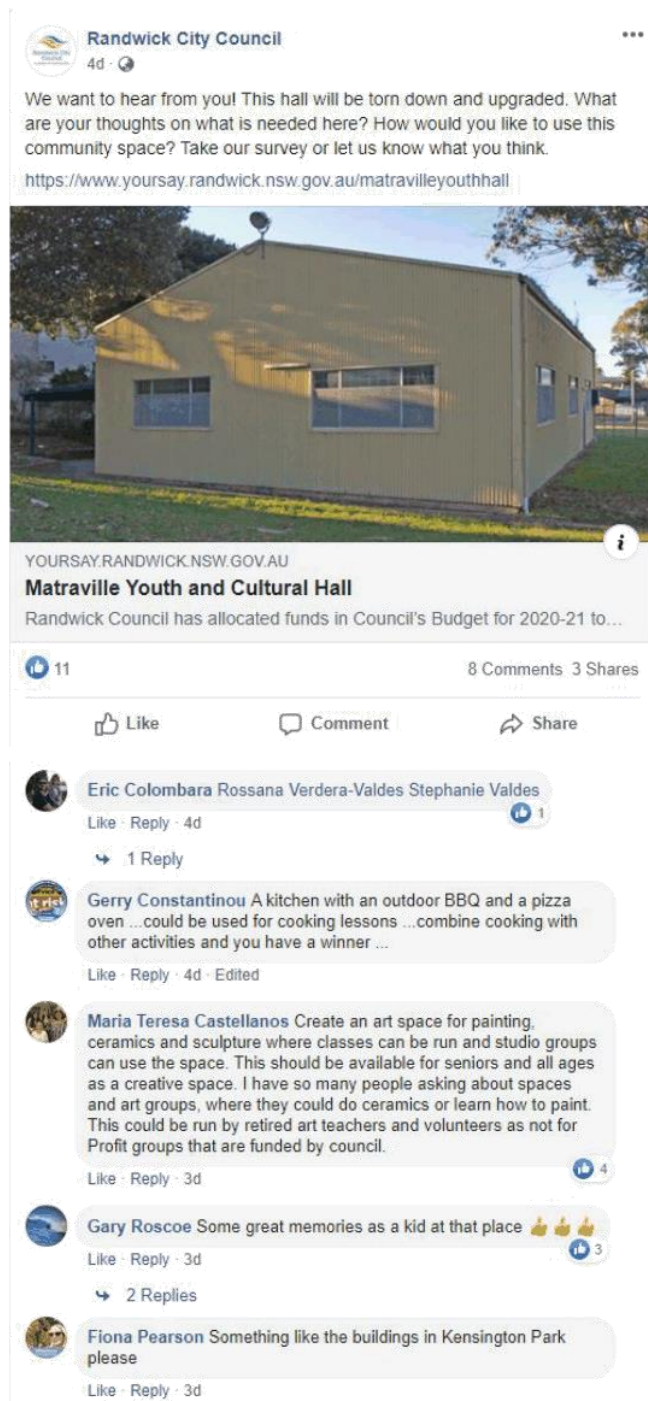 Randwick City Council
4d ·
We want to hear from you! This hall will be torn down and upgraded. What
are your thoughts on what is needed here? How would you like to use this
community space? Take our survey or let us know what you think.
https://www.yoursay.randwick.nsw.gov.au/matravilleyouthhall
YOURSAY.RANDWICK.NSW.GOV.AU
Matraville Youth and Cultural Hall
Randwick Council has allocated funds in Council's Budget for 2020-21 to...
11
8 Comments 3 Shares
Like Comment Share
Eric Colombara Rossana Verdera-Valdes Stephanie Valdes
1
Like · Reply · 4d
1 Reply
Gerry Constantinou A kitchen with an outdoor BBQ and a pizza
oven ...could be used for cooking lessons ...combine cooking with
other activities and you have a winner ...
Like · Reply · 4d · Edited
Maria Teresa Castellanos Create an art space for painting,
ceramics and sculpture where classes can be run and studio groups
can use the space. This should be available for seniors and all ages
as a creative space. I have so many people asking about spaces
and art groups, where they could do ceramics or learn how to paint.
This could be run by retired art teachers and volunteers as not for
Profit groups that are funded by council.
4
Like · Reply · 3d
Gary Roscoe Some great memories as a kid at that place 👍👍👍
3
Like · Reply · 3d
2 Replies
Fiona Pearson Something like the buildings in Kensington Park
please
Like · Reply · 3d